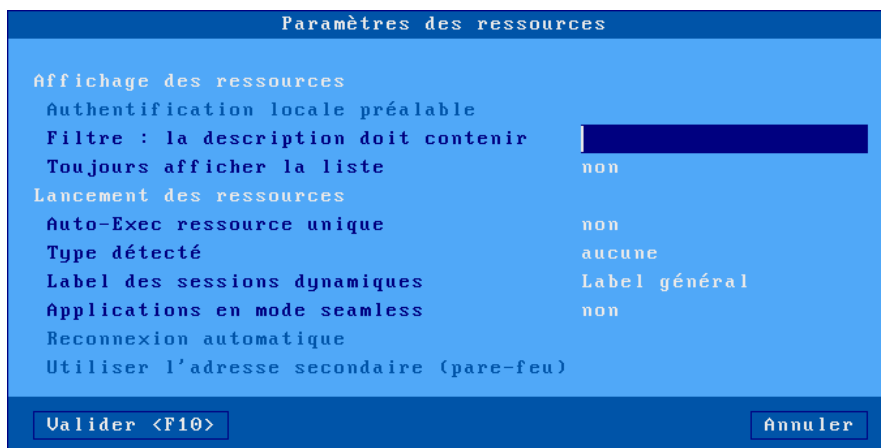 Paramètres des ressources
Affichage des ressources
Authentification locale préalable
Filtre : la description doit contenir
Toujours afficher la liste non
Lancement des ressources
Auto-Exec ressource unique non
Type détecté aucune
Label des sessions dynamiques Label général
Applications en mode seamless non
Reconnexion automatique
Utiliser l'adresse secondaire (pare-feu)
Valider <F10> Annuler